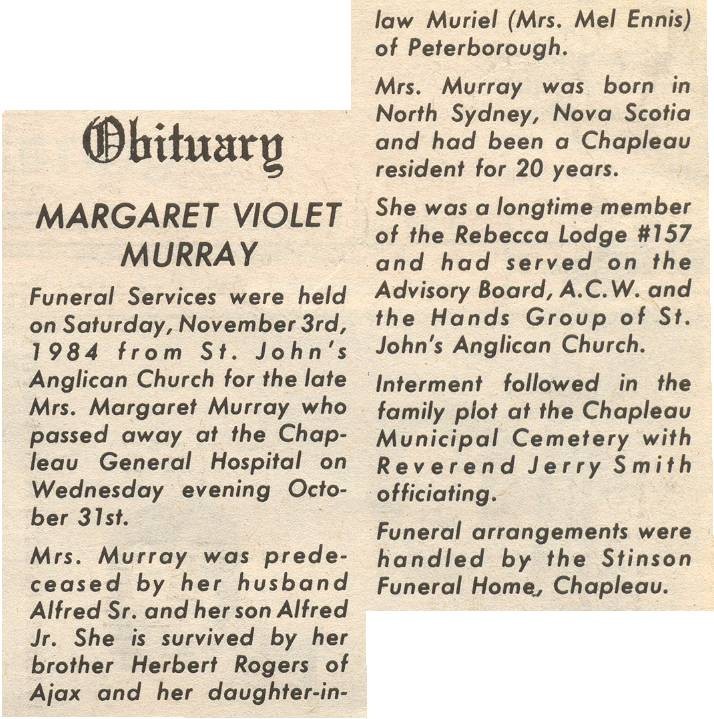 Obituary
MARGARET VIOLET
MURRAY
Funeral Services were held
on Saturday, November 3rd,
1984 from St. John's
Anglican Church for the late
Mrs. Margaret Murray who
passed away at the Chap-
leau General Hospital on
Wednesday evening Octo-
ber 31st.
Mrs. Murray was prede-
ceased by her husband
Alfred Sr. and her son Alfred
Jr. She is survived by her
brother Herbert Rogers of
Ajax and her daughter-in-
law Muriel (Mrs. Mel Ennis)
of Peterborough.
Mrs. Murray was born in
North Sydney, Nova Scotia
and had been a Chapleau
resident for 20 years.
She was a longtime member
of the Rebecca Lodge #157
and had served on the
Advisory Board, A.C.W. and
the Hands Group of St.
John's Anglican Church.
Interment followed in the
family plot at the Chapleau
Municipal Cemetery with
Reverend Jerry Smith
officiating.
Funeral arrangements were
handled by the Stinson
Funeral Home, Chapleau.